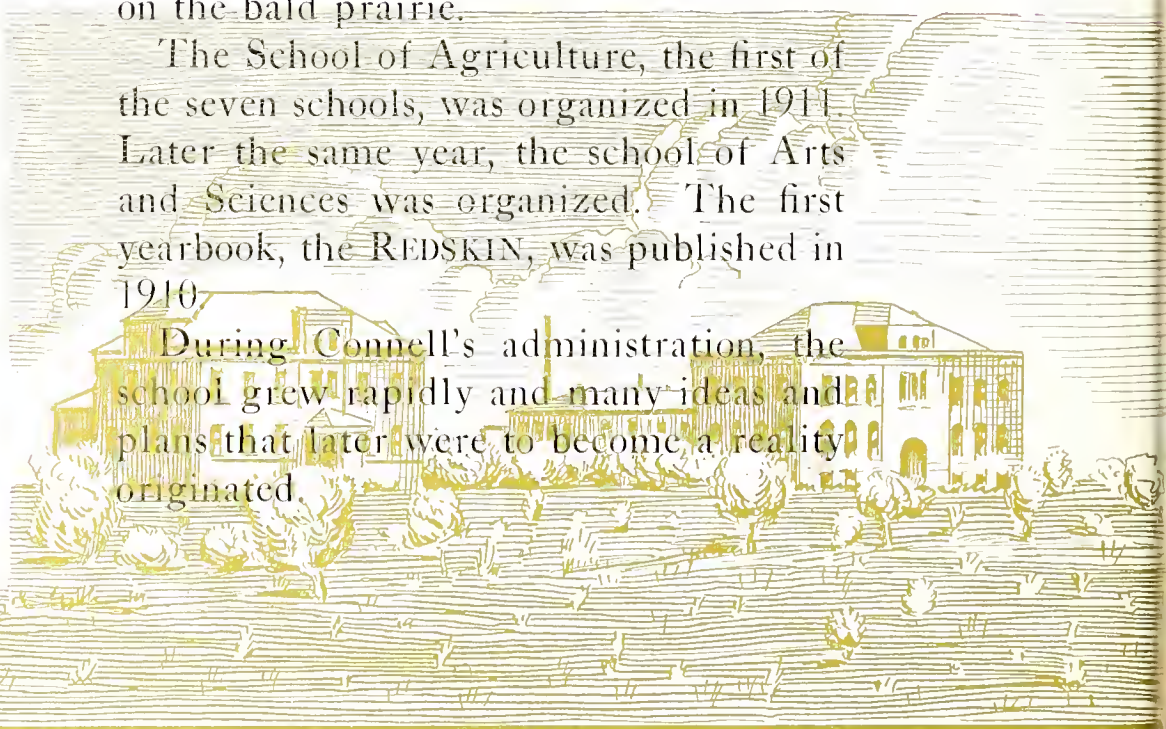 on the bald prairie.
The School of Agriculture, the first of
the seven schools, was organized in 1911.
Later the same year, the school of Arts
and Sciences was organized. The first
yearbook, the REDSKIN, was published in
1910.
During Connell's administration, the
school grew rapidly and many ideas and
plans that later were to become a reality
originated.